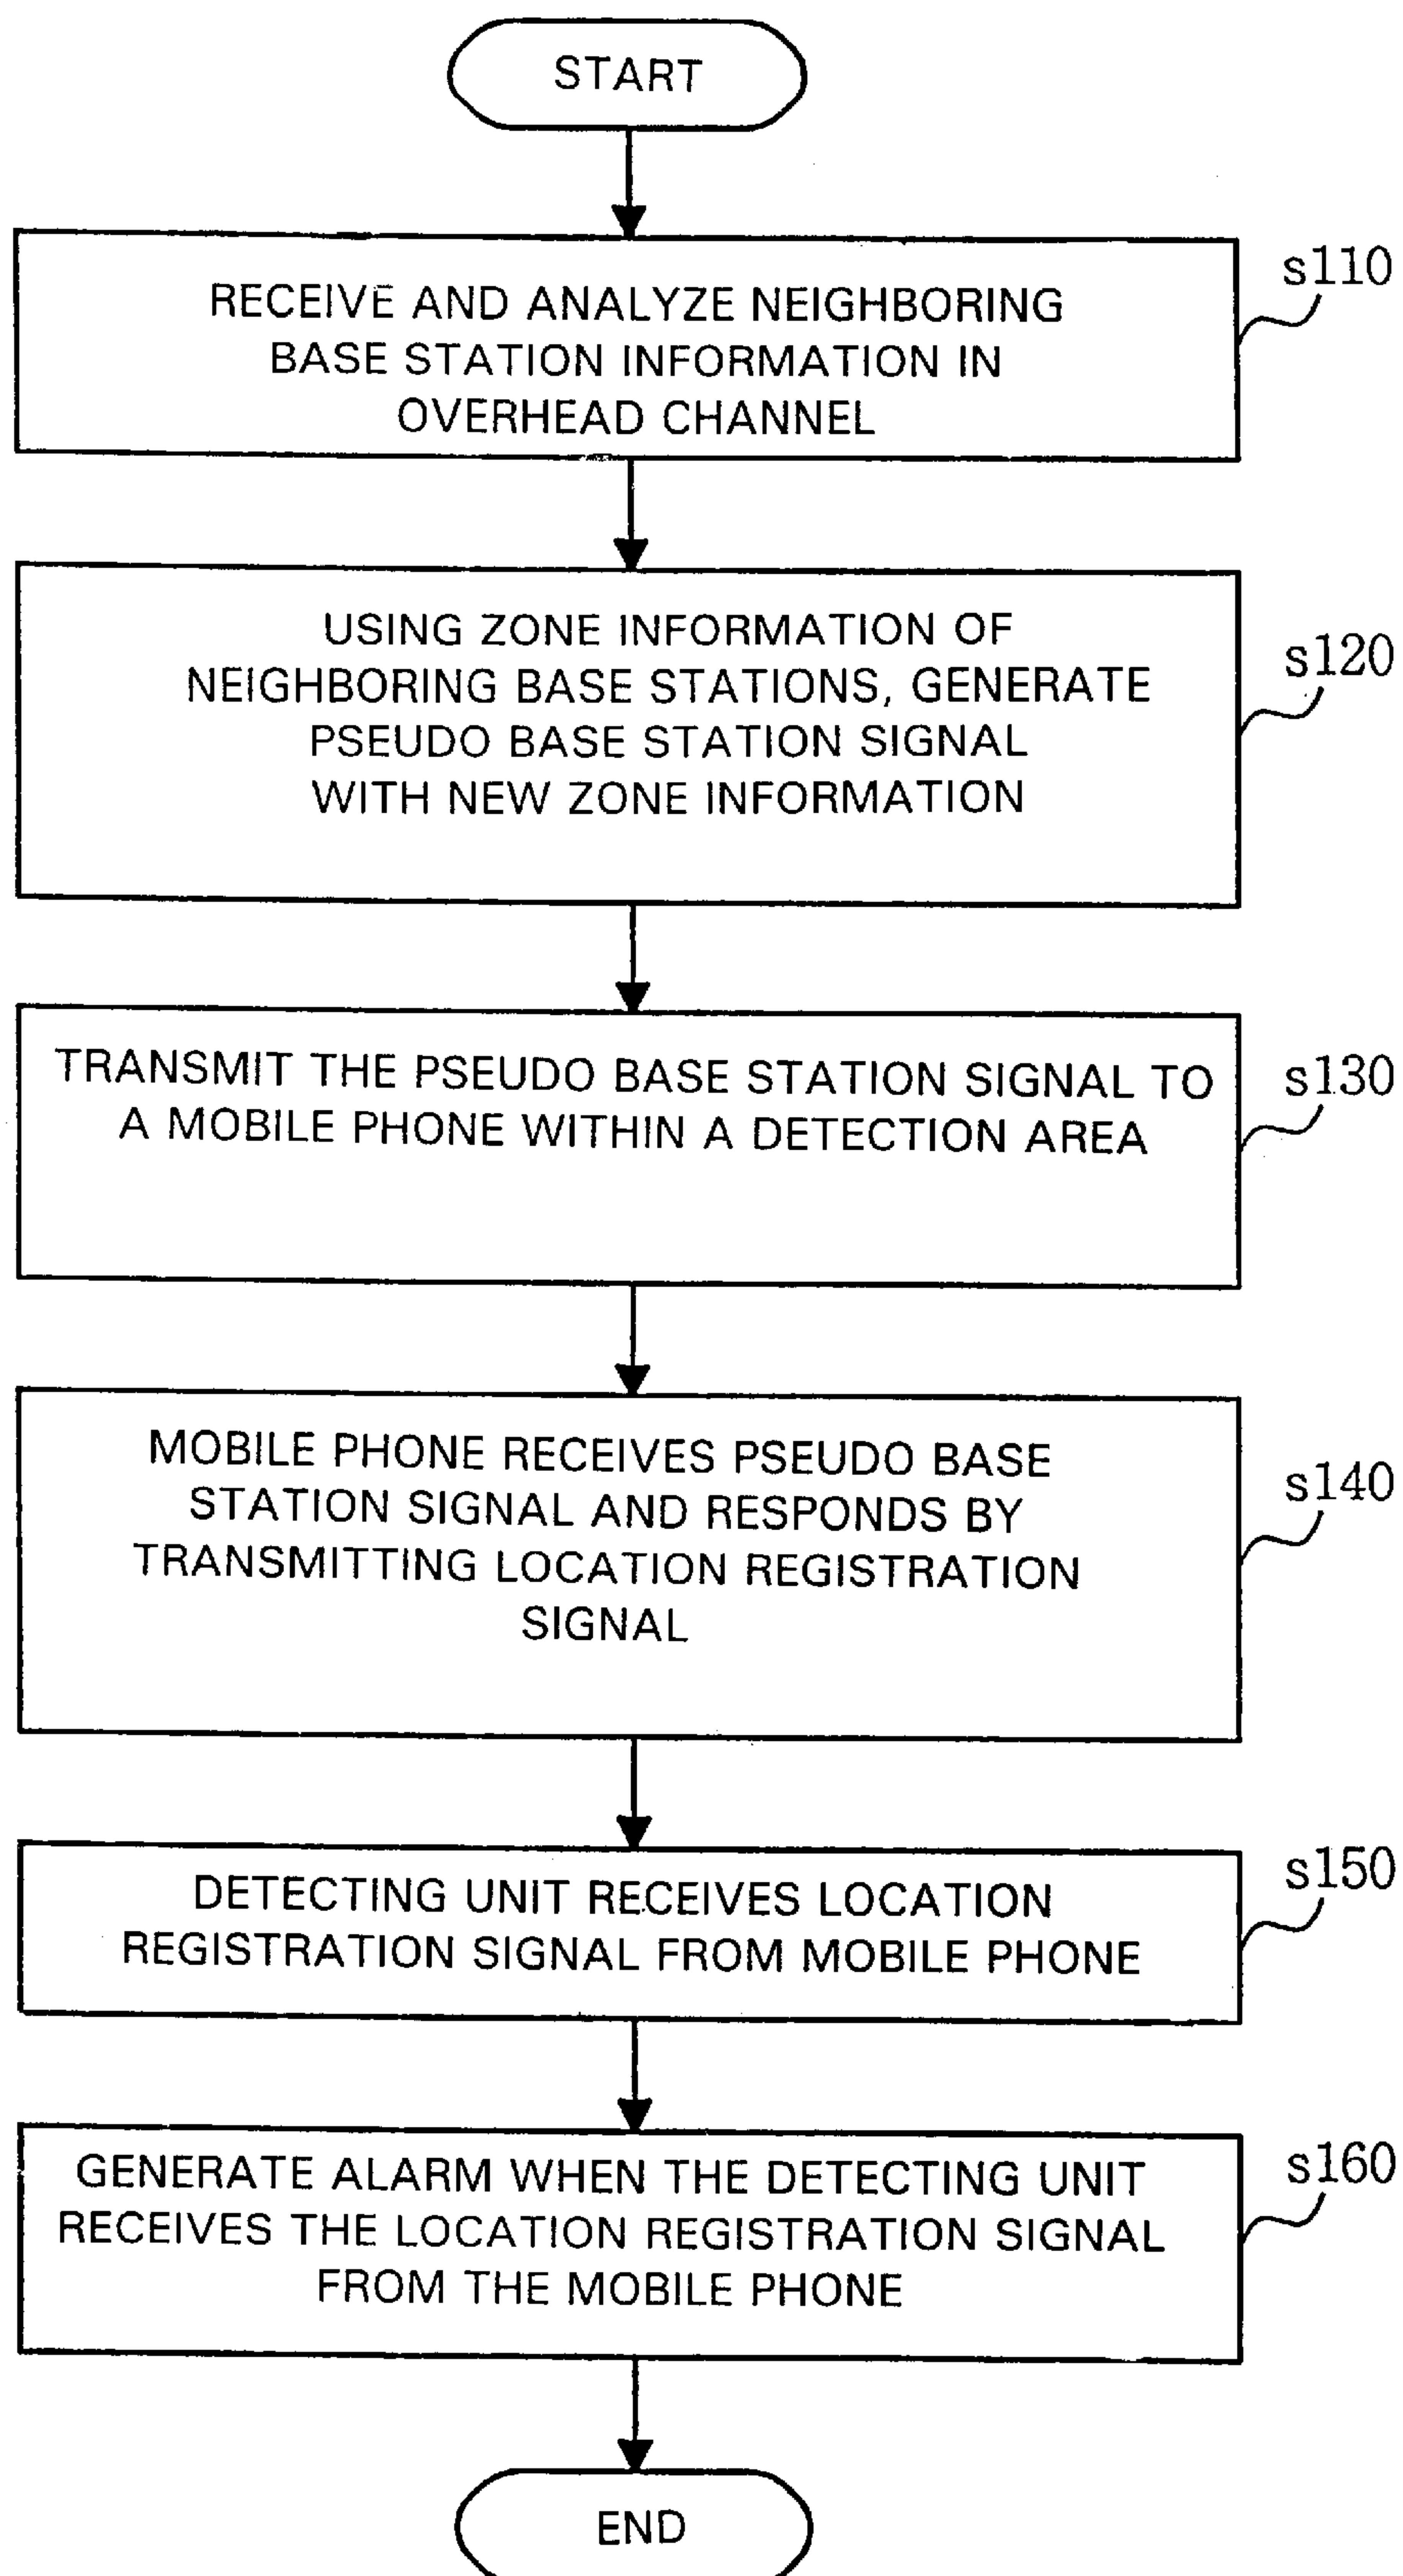 START
s110
RECEIVE AND ANALYZE NEIGHBORING
BASE STATION INFORMATION IN
OVERHEAD CHANNEL
s120
USING ZONE INFORMATION OF
NEIGHBORING BASE STATIONS, GENERATE
PSEUDO BASE STATION SIGNAL
WITH NEW ZONE INFORMATION
s130
TRANSMIT THE PSEUDO BASE STATION SIGNAL TO
A MOBILE PHONE WITHIN A DETECTION AREA
s140
MOBILE PHONE RECEIVES PSEUDO BASE
STATION SIGNAL AND RESPONDS BY
TRANSMITTING LOCATION REGISTRATION
SIGNAL
s150
DETECTING UNIT RECEIVES LOCATION
REGISTRATION SIGNAL FROM MOBILE PHONE
s160
GENERATE ALARM WHEN THE DETECTING UNIT
RECEIVES THE LOCATION REGISTRATION SIGNAL
FROM THE MOBILE PHONE
END